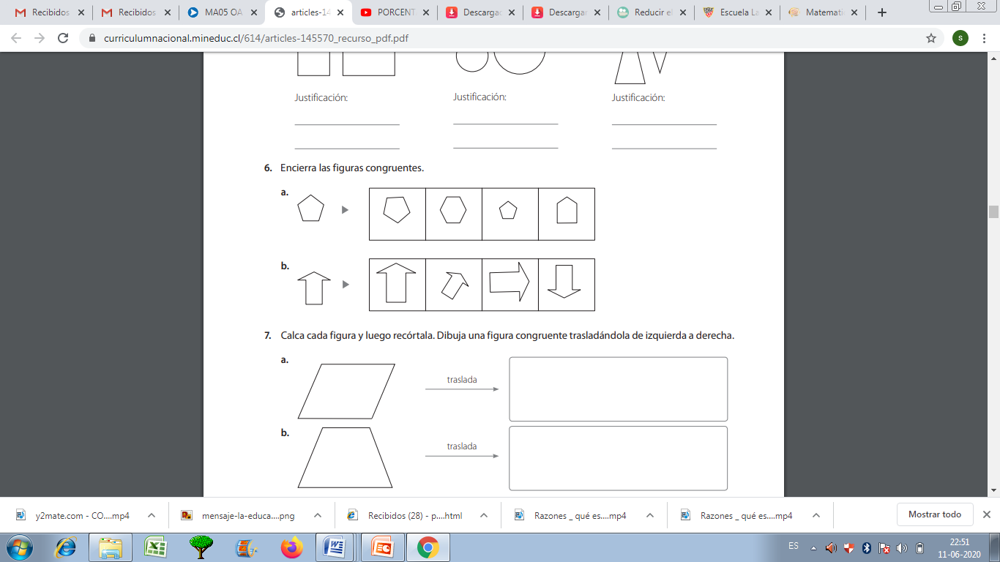 Recibidos
Recibidos
MA05 OA
articles-14
PORCENT
Descargac
Descargar
Reducir el
Escuela La
Matemati
curriculumnacional.mineduc.cl/614/articles-145570_recurso_pdf.pdf
s
Justificación:
Justificación:
Justificación:
6. Encierra las figuras congruentes.
a.
b.
7. Calca cada figura y luego recórtala. Dibuja una figura congruente trasladándola de izquierda a derecha.
a.
traslada
b.
traslada
y2mate.com - CO....mp4
mensaje-la-educa....png
Recibidos (28) - p....html
Razones _ qué es....mp4
Razones _ qué es....mp4
Mostrar todo
ES
22:51
11-06-2020